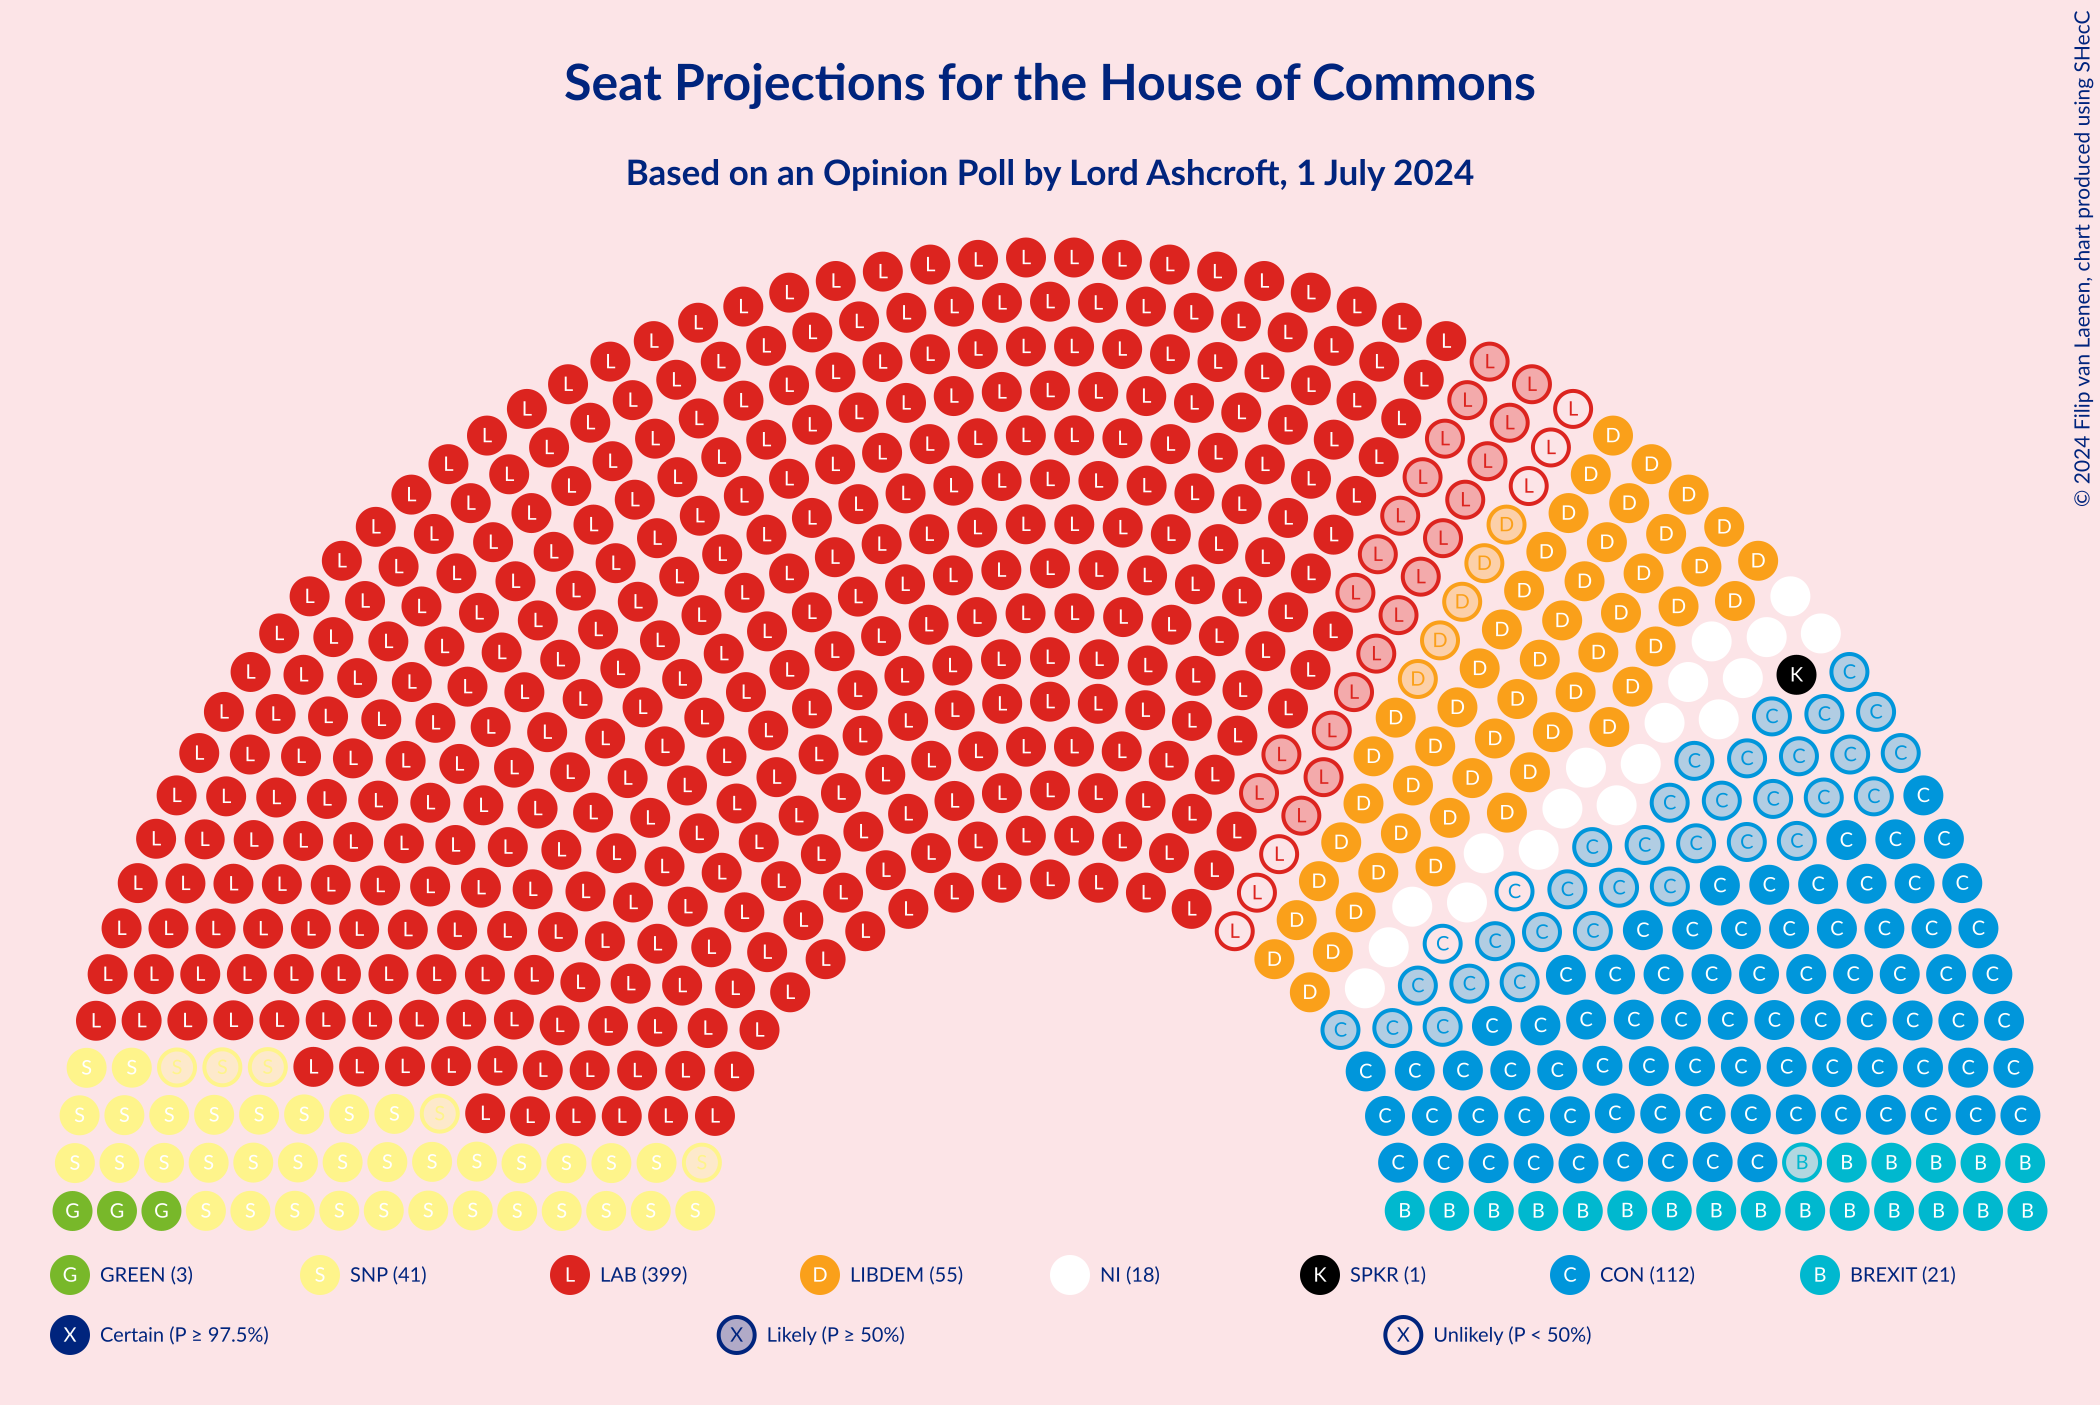 Seat Projections for the House of Commons
Based on an Opinion Poll by Lord Ashcroft, 1 July 2024
© 2024 Filip van Laenen, chart produced using SHecC
G GREEN (3) S SNP (41) L LAB (399) D LIBDEM (55) NI (18) K SPKR (1) C CON (112) B BREXIT (21)
X Certain (P ≥ 97.5%) X Likely (P ≥ 50%) X Unlikely (P < 50%)